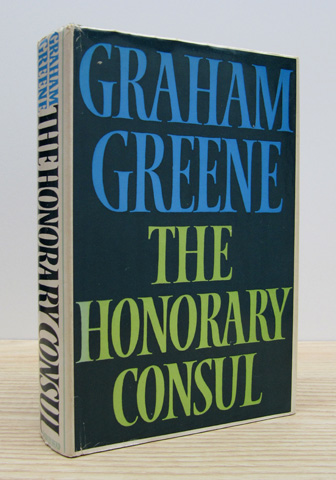 GRAHAM
GREENE
THE
HONORARY
CONSUL
GRAHAM
GREENE
THE HONORARY CONSUL